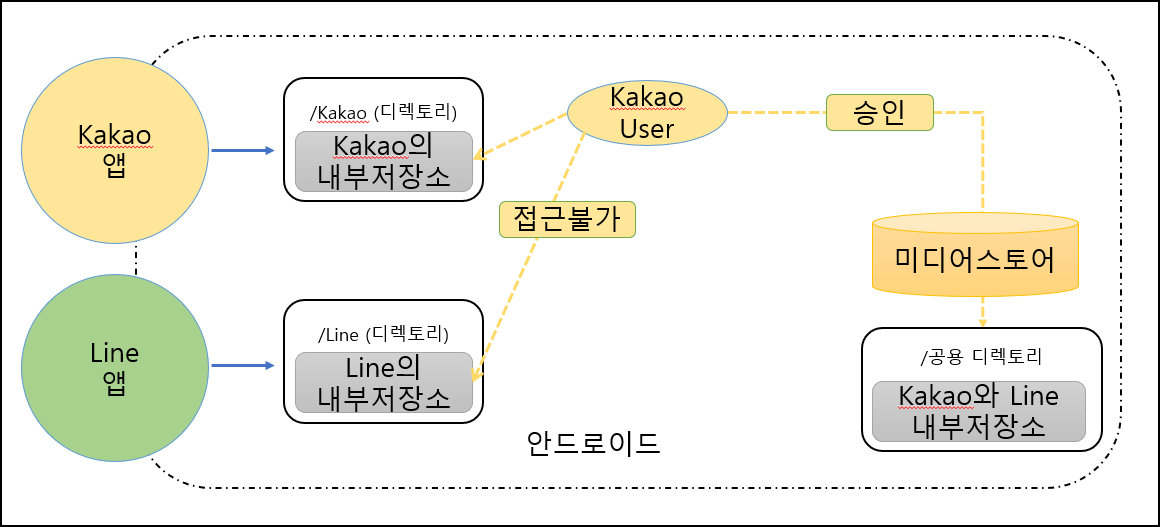 Kakao
앱
/Kakao (디렉토리)
Kakao의
내부저장소
Kakao
User
승인
접근불가
미디어스토어
Line
앱
/Line (디렉토리)
Line의
내부저장소
/공용 디렉토리
Kakao와 Line
내부저장소
안드로이드